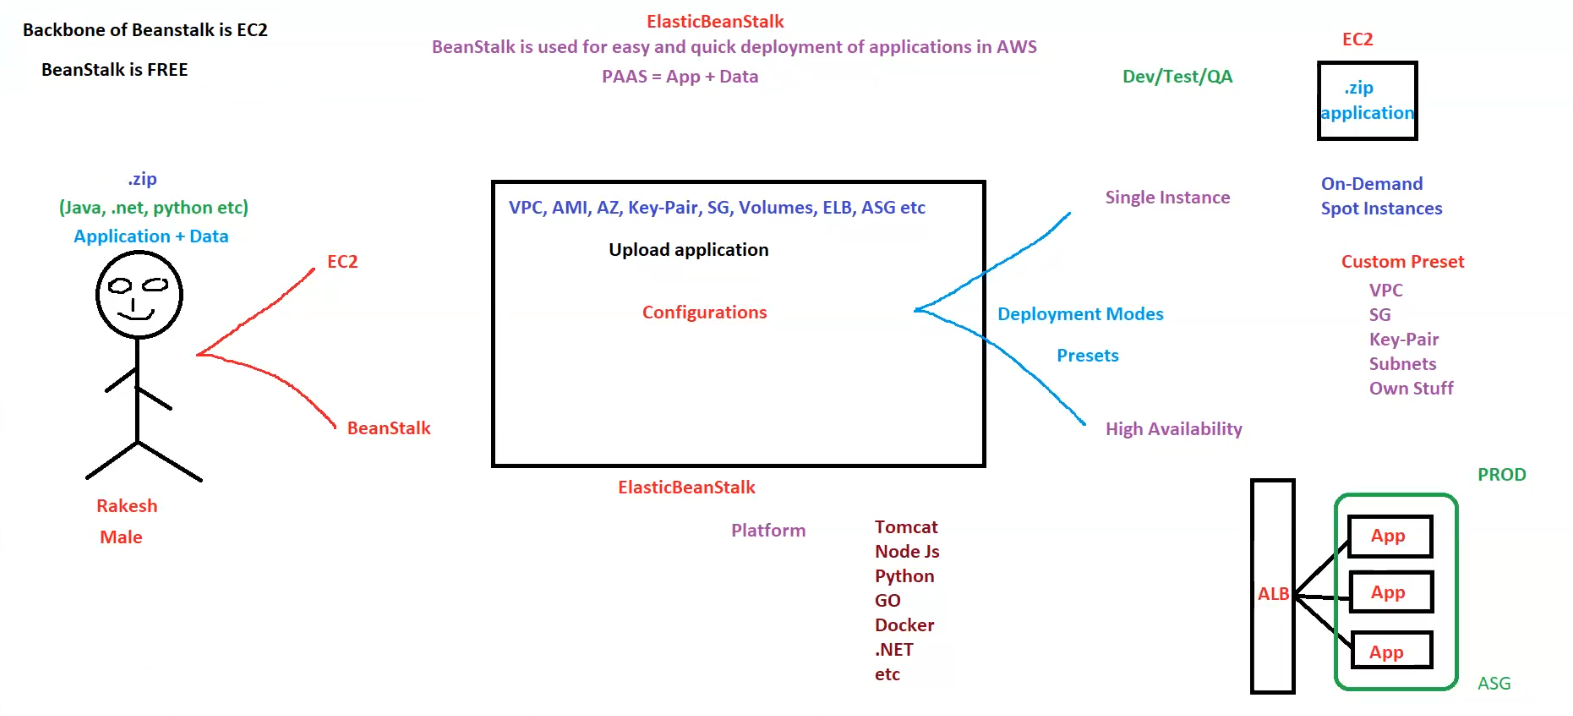 Backbone of Beanstalk is EC2
BeanStalk is FREE
ElasticBeanStalk
BeanStalk is used for easy and quick deployment of applications in AWS
PAAS = App + Data
Dev/Test/QA
EC2
.zip
application
.zip
(Java, .net, python etc)
Application + Data
EC2
BeanStalk
Rakesh
Male
VPC, AMI, AZ, Key-Pair, SG, Volumes, ELB, ASG etc
Upload application
Configurations
ElasticBeanStalk
Platform
Tomcat
Node Js
Python
GO
Docker
.NET
etc
Single Instance
Deployment Modes
Presets
High Availability
On-Demand
Spot Instances
Custom Preset
VPC
SG
Key-Pair
Subnets
Own Stuff
PROD
ALB
App
App
App
ASG